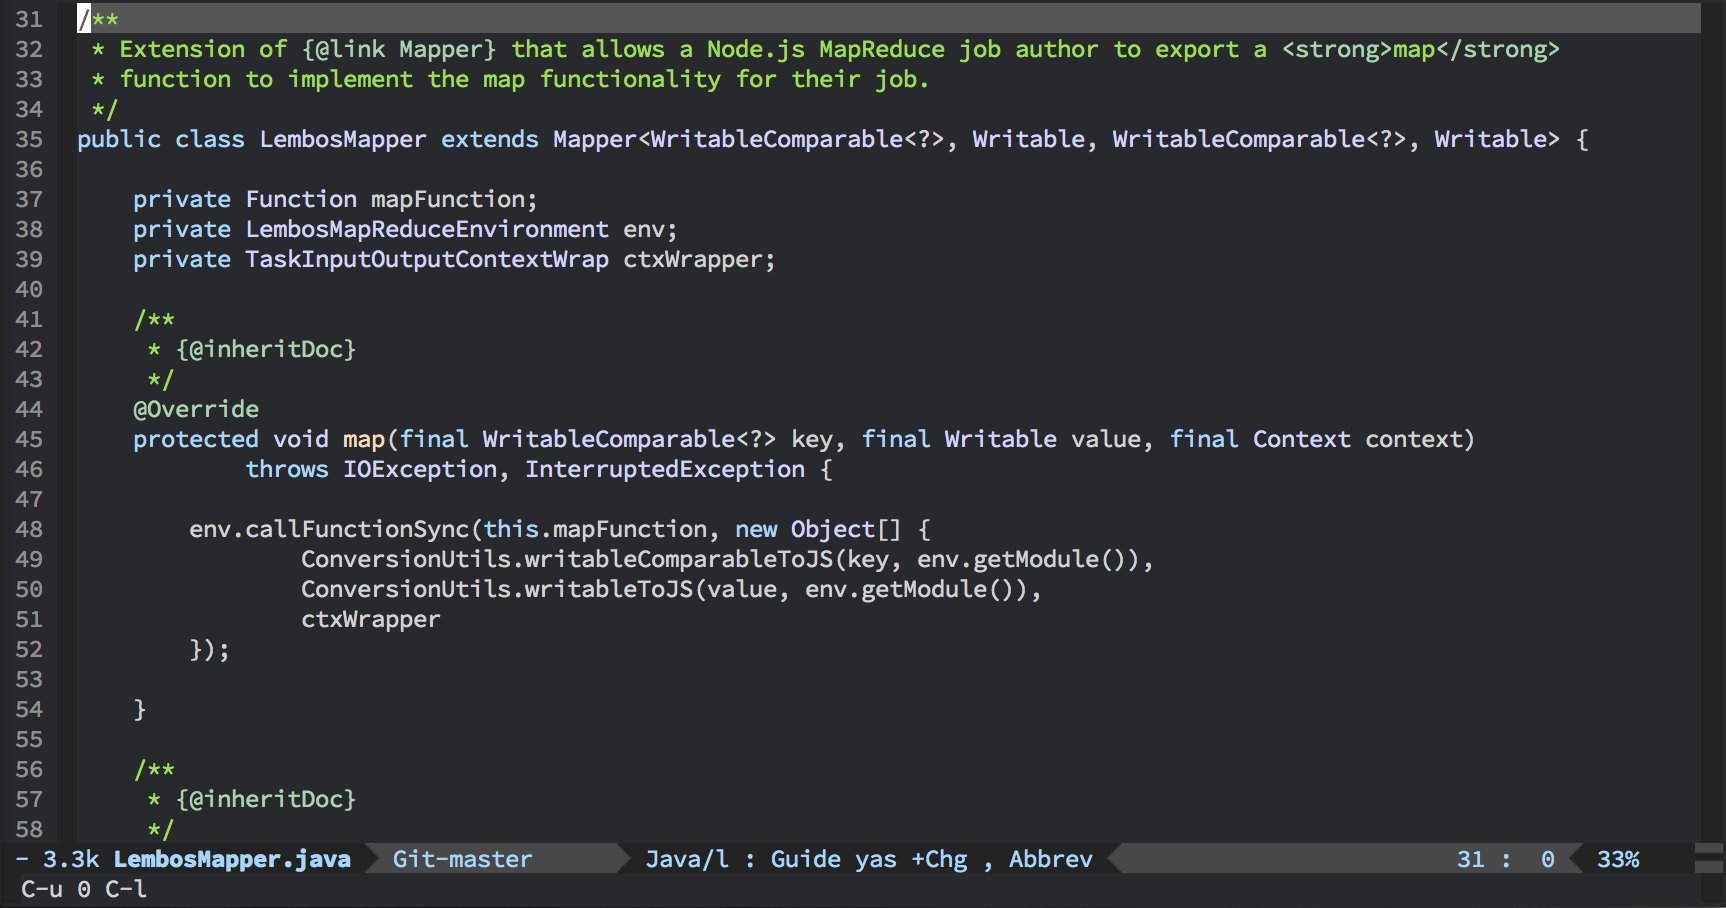 31 /**
32  * Extension of {@link Mapper} that allows a Node.js MapReduce job author to export a <strong>map</strong>
33  * function to implement the map functionality for their job.
34  */
35 public class LembosMapper extends Mapper<WritableComparable<?>, Writable, WritableComparable<?>, Writable> {
36
37     private Function mapFunction;
38     private LembosMapReduceEnvironment env;
39     private TaskInputOutputContextWrap ctxWrapper;
40
41     /**
42      * {@inheritDoc}
43      */
44     @Override
45     protected void map(final WritableComparable<?> key, final Writable value, final Context context)
46             throws IOException, InterruptedException {
47
48         env.callFunctionSync(this.mapFunction, new Object[] {
49                 ConversionUtils.writableComparableToJS(key, env.getModule()),
50                 ConversionUtils.writableToJS(value, env.getModule()),
51                 ctxWrapper
52         });
53
54     }
55
56     /**
57      * {@inheritDoc}
58      */
- 3.3k LembosMapper.java Git-master Java/l : Guide yas +Chg , Abbrev 31 : 0 33%
C-u 0 C-l